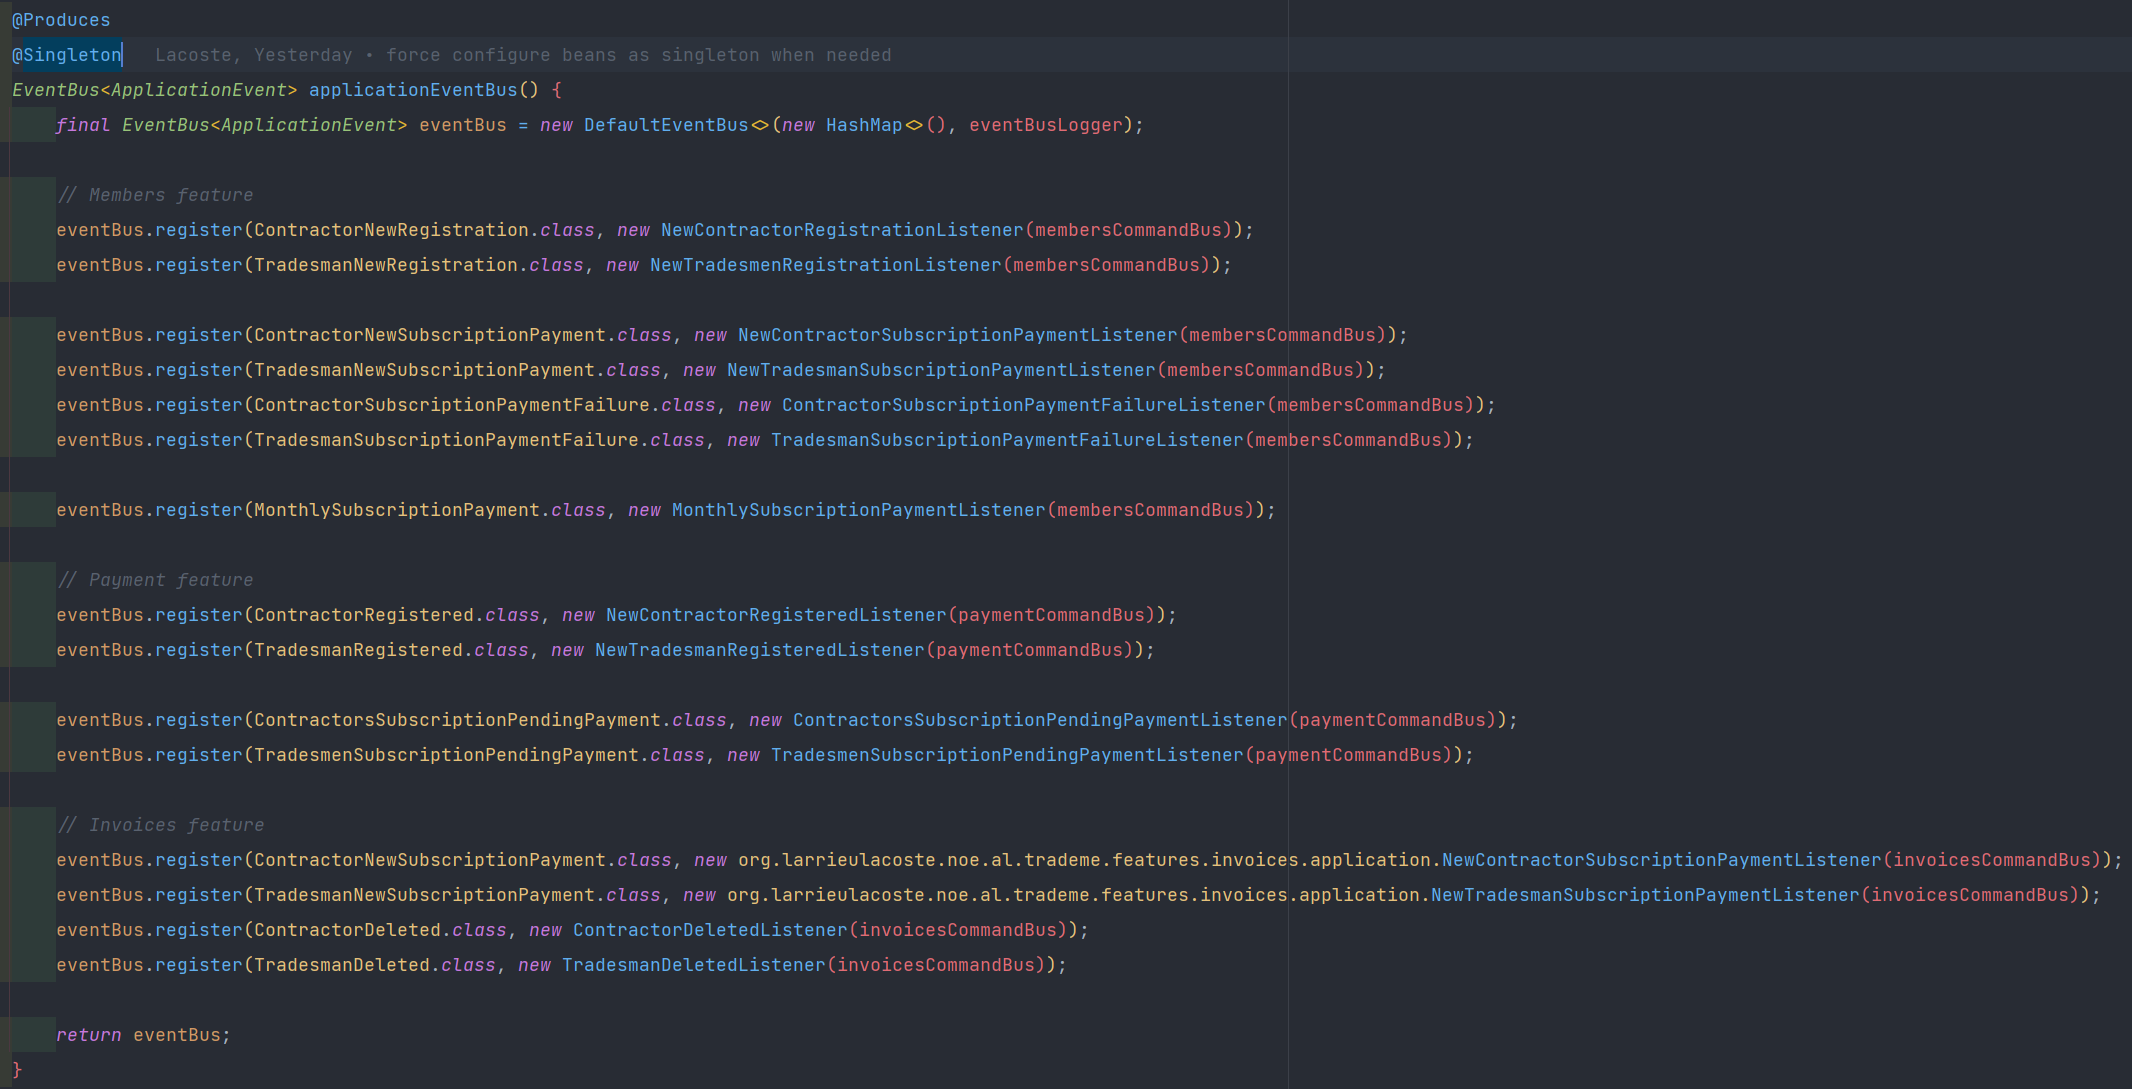 @Produces
@Singleton   Lacoste, Yesterday • force configure beans as singleton when needed
EventBus<ApplicationEvent> applicationEventBus() {
    final EventBus<ApplicationEvent> eventBus = new DefaultEventBus<>(new HashMap<>(), eventBusLogger);
    // Members feature
    eventBus.register(ContractorNewRegistration.class, new NewContractorRegistrationListener(membersCommandBus));
    eventBus.register(TradesmanNewRegistration.class, new NewTradesmenRegistrationListener(membersCommandBus));
    eventBus.register(ContractorNewSubscriptionPayment.class, new NewContractorSubscriptionPaymentListener(membersCommandBus));
    eventBus.register(TradesmanNewSubscriptionPayment.class, new NewTradesmanSubscriptionPaymentListener(membersCommandBus));
    eventBus.register(ContractorSubscriptionPaymentFailure.class, new ContractorSubscriptionPaymentFailureListener(membersCommandBus));
    eventBus.register(TradesmanSubscriptionPaymentFailure.class, new TradesmanSubscriptionPaymentFailureListener(membersCommandBus));
    eventBus.register(MonthlySubscriptionPayment.class, new MonthlySubscriptionPaymentListener(membersCommandBus));
    // Payment feature
    eventBus.register(ContractorRegistered.class, new NewContractorRegisteredListener(paymentCommandBus));
    eventBus.register(TradesmanRegistered.class, new NewTradesmanRegisteredListener(paymentCommandBus));
    eventBus.register(ContractorsSubscriptionPendingPayment.class, new ContractorsSubscriptionPendingPaymentListener(paymentCommandBus));
    eventBus.register(TradesmenSubscriptionPendingPayment.class, new TradesmenSubscriptionPendingPaymentListener(paymentCommandBus));
    // Invoices feature
    eventBus.register(ContractorNewSubscriptionPayment.class, new org.larrieulacoste.noe.al.trademe.features.invoices.application.NewContractorSubscriptionPaymentListener(invoicesCommandBus));
    eventBus.register(TradesmanNewSubscriptionPayment.class, new org.larrieulacoste.noe.al.trademe.features.invoices.application.NewTradesmanSubscriptionPaymentListener(invoicesCommandBus));
    eventBus.register(ContractorDeleted.class, new ContractorDeletedListener(invoicesCommandBus));
    eventBus.register(TradesmanDeleted.class, new TradesmanDeletedListener(invoicesCommandBus));
    return eventBus;
}